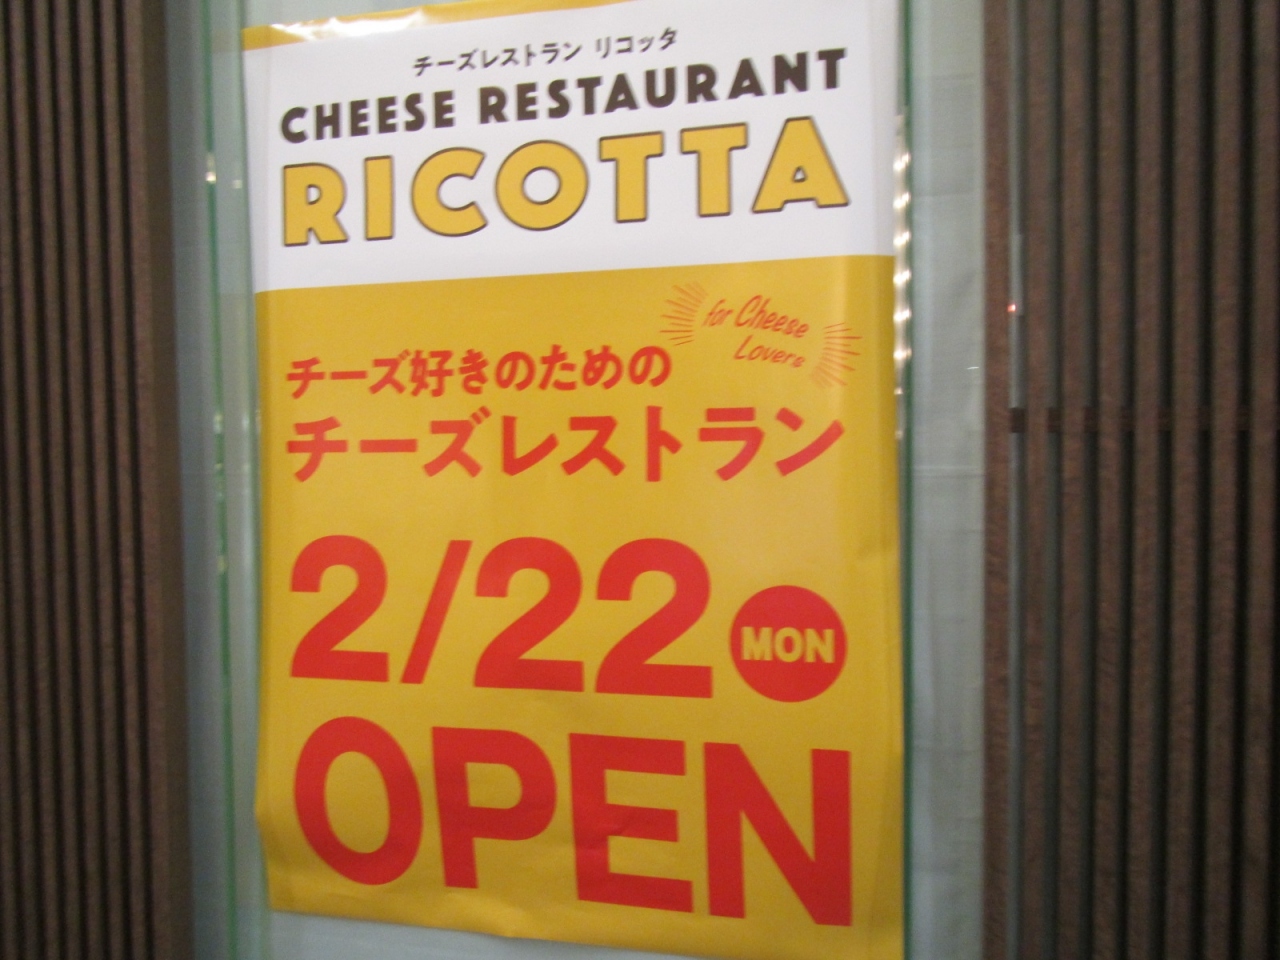 チーズレストラン リコッタ
CHEESE RESTAURANT
RICOTTA
for Cheese
Lovers
チーズ好きのための
チーズレストラン
2/22 MON
OPEN